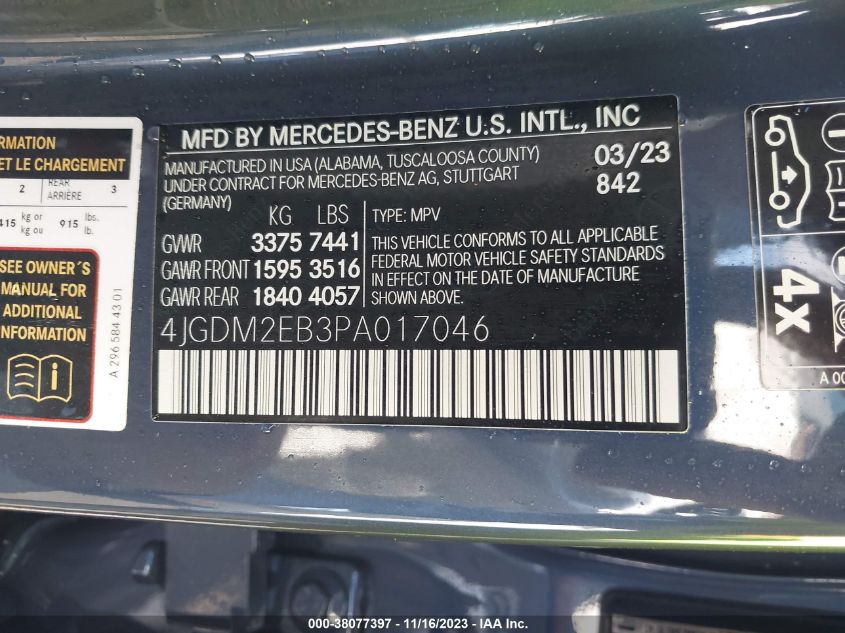 MFD BY MERCEDES-BENZ U.S. INTL., INC
MANUFACTURED IN USA (ALABAMA, TUSCALOOSA COUNTY)
UNDER CONTRACT FOR MERCEDES-BENZ AG, STUTTGART
(GERMANY)
03/23
842
KG LBS
GVWR 3375 7441
GAWR FRONT 1595 3516
GAWR REAR 1840 4057
TYPE: MPV
THIS VEHICLE CONFORMS TO ALL APPLICABLE
FEDERAL MOTOR VEHICLE SAFETY STANDARDS
IN EFFECT ON THE DATE OF MANUFACTURE
SHOWN ABOVE.
4JGDM2EB3PA017046
RMATION
ET LE CHARGEMENT
2 REAR ARRIÈRE 3
415 kg or kg ou 915 lbs. lb.
SEE OWNER´S
MANUAL FOR
ADDITIONAL
INFORMATION
i
A 296 584 43 01
4x
A 00
000-38077397 - 11/16/2023 - IAA Inc.